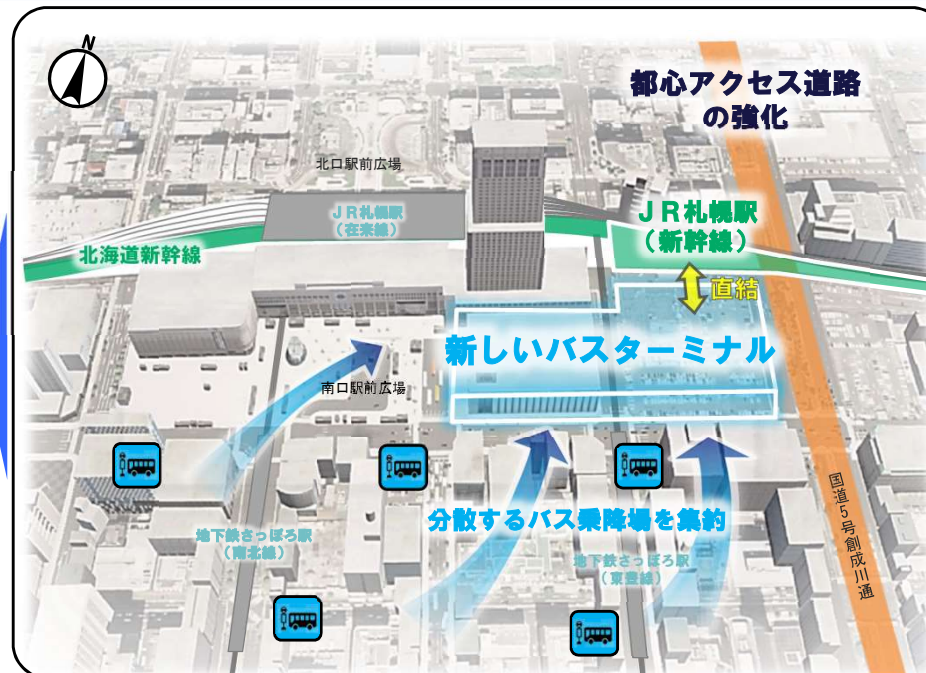 N
都心アクセス道路
の強化
北口駅前広場
JR札幌駅
(在来線)
JR札幌駅
(新幹線)
北海道新幹線
直結
新しいバスターミナル
南口駅前広場
分散するバス乗降場を集約
地下鉄さっぽろ駅
(南北線)
地下鉄さっぽろ駅
(東豊線)
国道5号創成川通